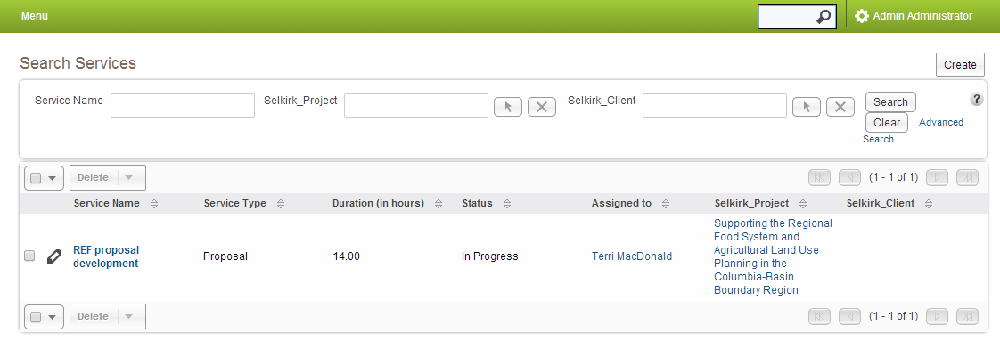 Menu
Admin Administrator
Search Services
Create
Service Name
Selkirk_Project
Selkirk_Client
Search
?
Clear
Advanced
Search
Delete
(1 - 1 of 1)
Service Name
Service Type
Duration (in hours)
Status
Assigned to
Selkirk_Project
Selkirk_Client
REF proposal
development
Proposal
14.00
In Progress
Terri MacDonald
Supporting the Regional
Food System and
Agricultural Land Use
Planning in the
Columbia-Basin
Boundary Region
Delete
(1 - 1 of 1)